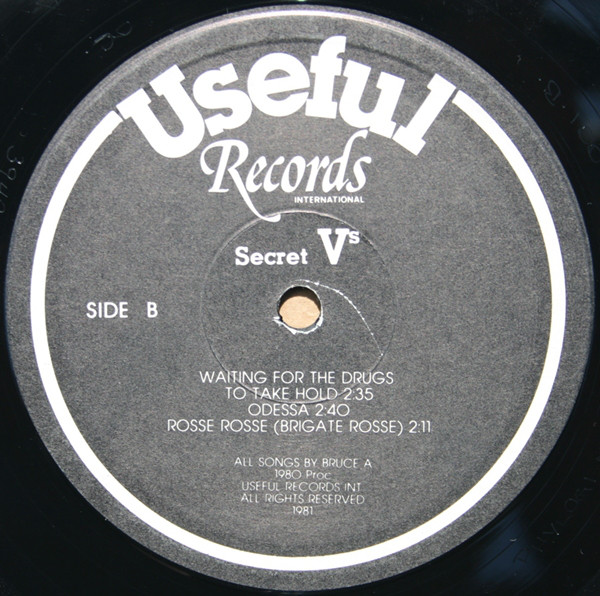 Useful
Records
INTERNATIONAL
Secret Vs
SIDE B
WAITING FOR THE DRUGS
TO TAKE HOLD 2:35
ODESSA 2:40
ROSSE ROSSE (BRIGATE ROSSE) 2:11
ALL SONGS BY BRUCE A
1980 Proc
USEFUL RECORDS INT
ALL RIGHTS RESERVED
1981